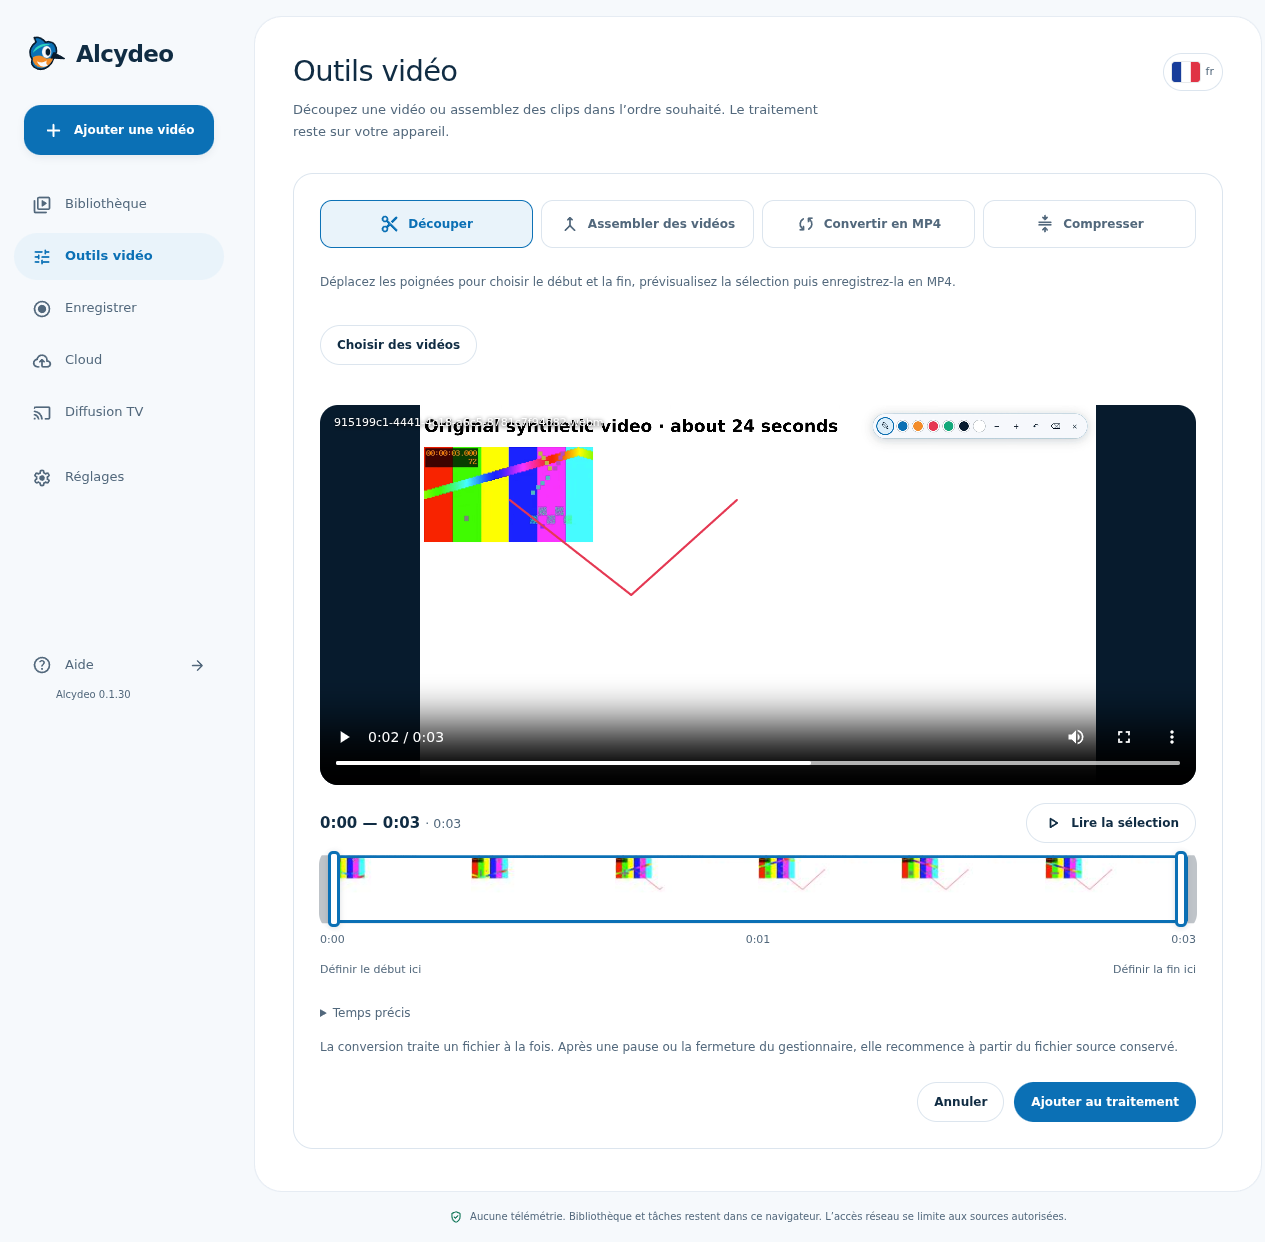 Alcydeo
Outils vidéo
fr
Ajouter une vidéo
Découpez une vidéo ou assemblez des clips dans l’ordre souhaité. Le traitement
reste sur votre appareil.
Bibliothèque
Outils vidéo
Enregistrer
Cloud
Diffusion TV
Réglages
Aide
Alcydeo 0.1.30
Découper
Assembler des vidéos
Convertir en MP4
Compresser
Déplacez les poignées pour choisir le début et la fin, prévisualisez la sélection puis enregistrez-la en MP4.
Choisir des vidéos
Original synthetic video · about 24 seconds
00:00:03.000
72
0:02 / 0:03
0:00 — 0:03 · 0:03
Lire la sélection
0:00
0:01
0:03
Définir le début ici
Définir la fin ici
Temps précis
La conversion traite un fichier à la fois. Après une pause ou la fermeture du gestionnaire, elle recommence à partir du fichier source conservé.
Annuler
Ajouter au traitement
Aucune télémétrie. Bibliothèque et tâches restent dans ce navigateur. L’accès réseau se limite aux sources autorisées.